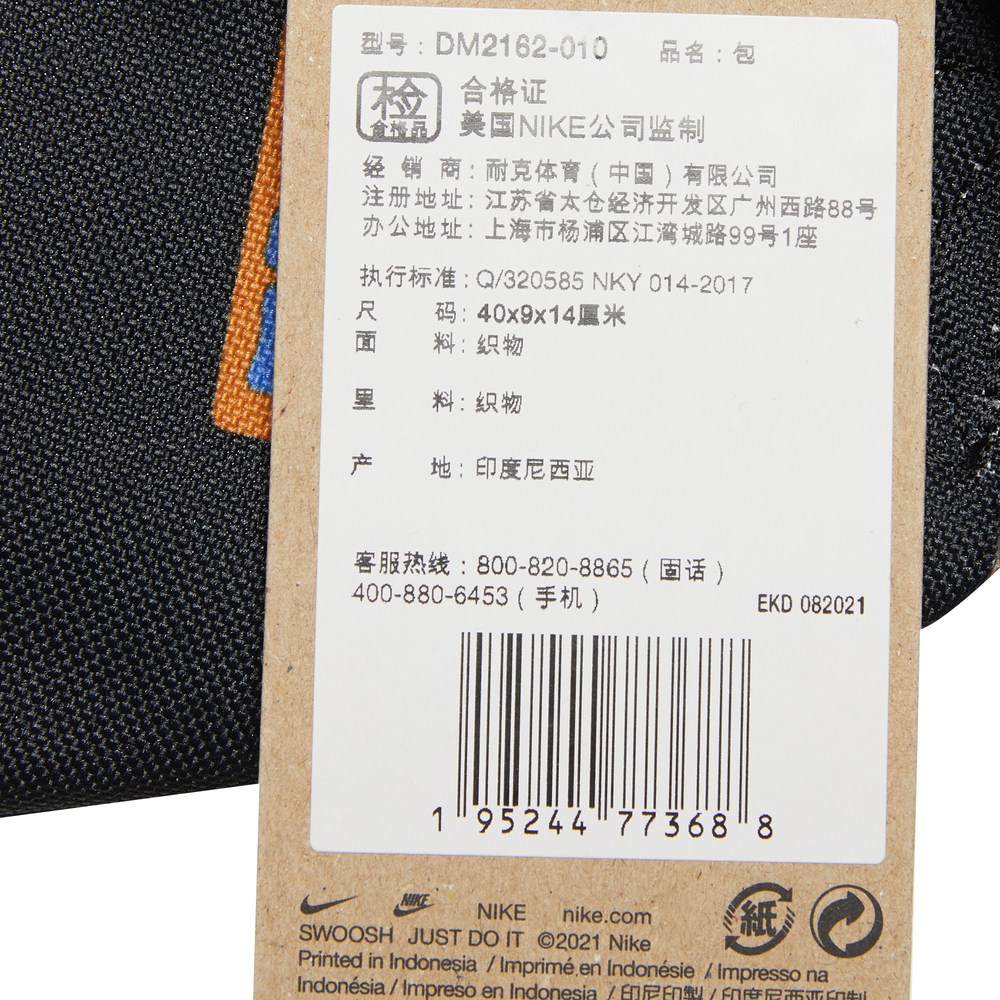 型号：DM2162-010 品名：包
检 合格品
合格证
美国NIKE公司监制
经 销 商：耐克体育（中国）有限公司
注册地址：江苏省太仓经济开发区广州西路88号
办公地址：上海市杨浦区江湾城路99号1座
执行标准：Q/320585 NKY 014-2017
尺 码：40x9x14厘米
面 料：织物
里 料：织物
产 地：印度尼西亚
客服热线：800-820-8865（固话）
400-880-6453（手机）
EKD 082021
1 95244 77368 8
NIKE NIKE nike.com
紙
SWOOSH JUST DO IT ©2021 Nike
Printed in Indonesia / Imprimé en Indonésie / Impresso na
Indonésia / Impreso en Indonesia / 印尼印製 / 印度尼西亚印制